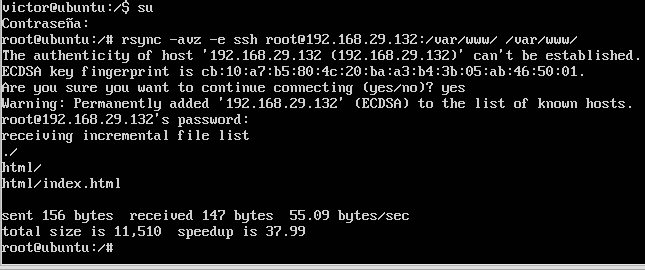 victor@ubuntu:/$ su
Contraseña:
root@ubuntu:/# rsync -avz -e ssh root@192.168.29.132:/var/www/ /var/www/
The authenticity of host '192.168.29.132 (192.168.29.132)' can't be established.
ECDSA key fingerprint is cb:10:a7:b5:80:4c:20:ba:a3:b4:3b:05:ab:46:50:01.
Are you sure you want to continue connecting (yes/no)? yes
Warning: Permanently added '192.168.29.132' (ECDSA) to the list of known hosts.
root@192.168.29.132's password:
receiving incremental file list
./
html/
html/index.html
sent 156 bytes  received 147 bytes  55.09 bytes/sec
total size is 11,510  speedup is 37.99
root@ubuntu:/#